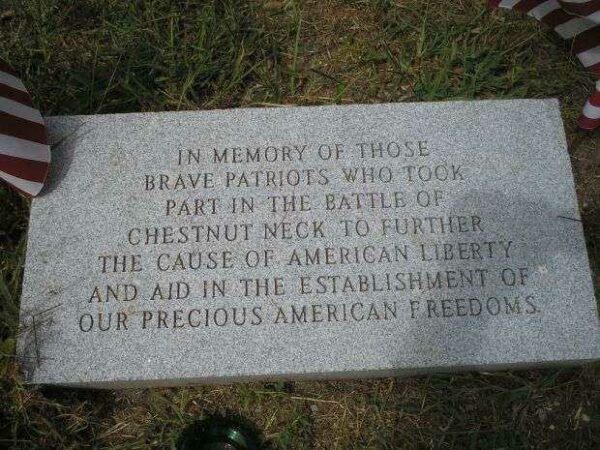 IN MEMORY OF THOSE
BRAVE PATRIOTS WHO TOOK
PART IN THE BATTLE OF
CHESTNUT NECK TO FURTHER
THE CAUSE OF AMERICAN LIBERTY
AND AID IN THE ESTABLISHMENT OF
OUR PRECIOUS AMERICAN FREEDOMS.